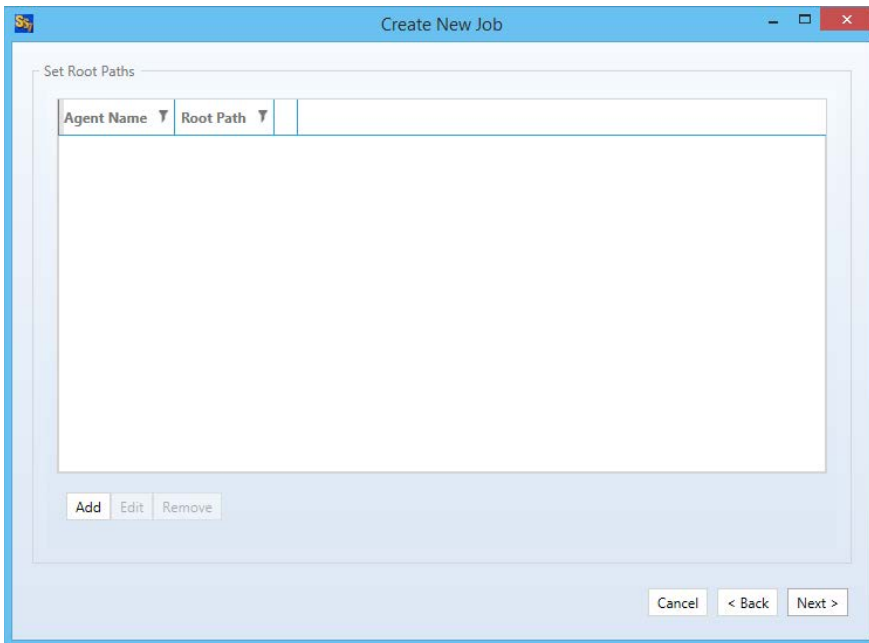 Create New Job
Set Root Paths
Agent Name Root Path
Add Edit Remove
Cancel < Back Next >